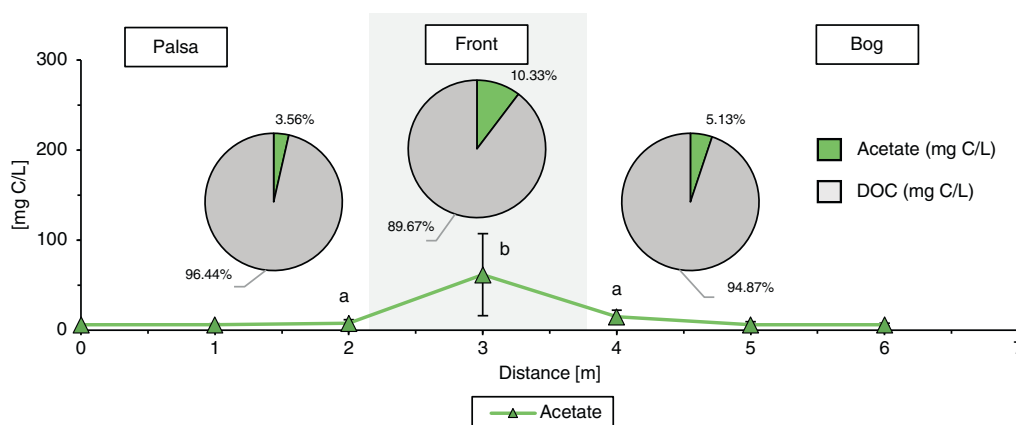 Palsa
Front
Bog
300
200
100
0
[mg C/L]
3.56%
96.44%
10.33%
89.67%
5.13%
94.87%
Acetate (mg C/L)
DOC (mg C/L)
a
b
a
0 1 2 3 4 5 6 7
Distance [m]
Acetate